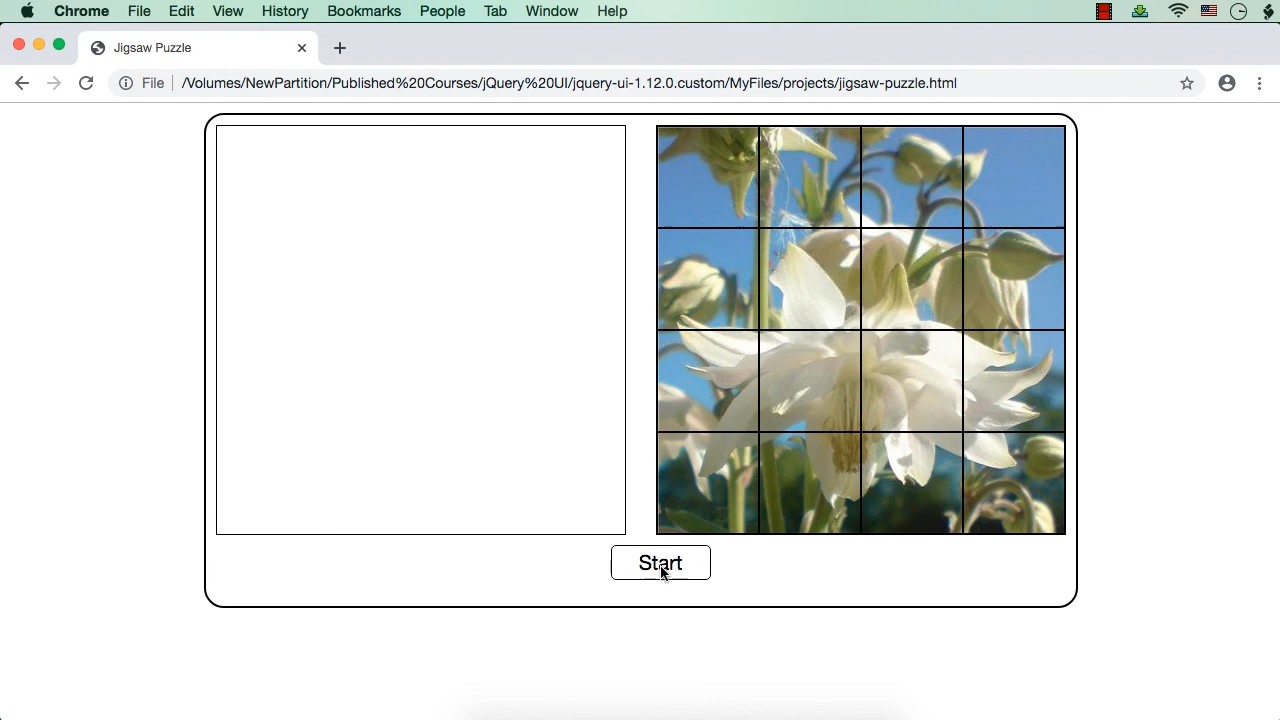 Chrome File Edit View History Bookmarks People Tab Window Help
Jigsaw Puzzle
File /Volumes/NewPartition/Published%20Courses/jQuery%20UI/jquery-ui-1.12.0.custom/MyFiles/projects/jigsaw-puzzle.html
Start